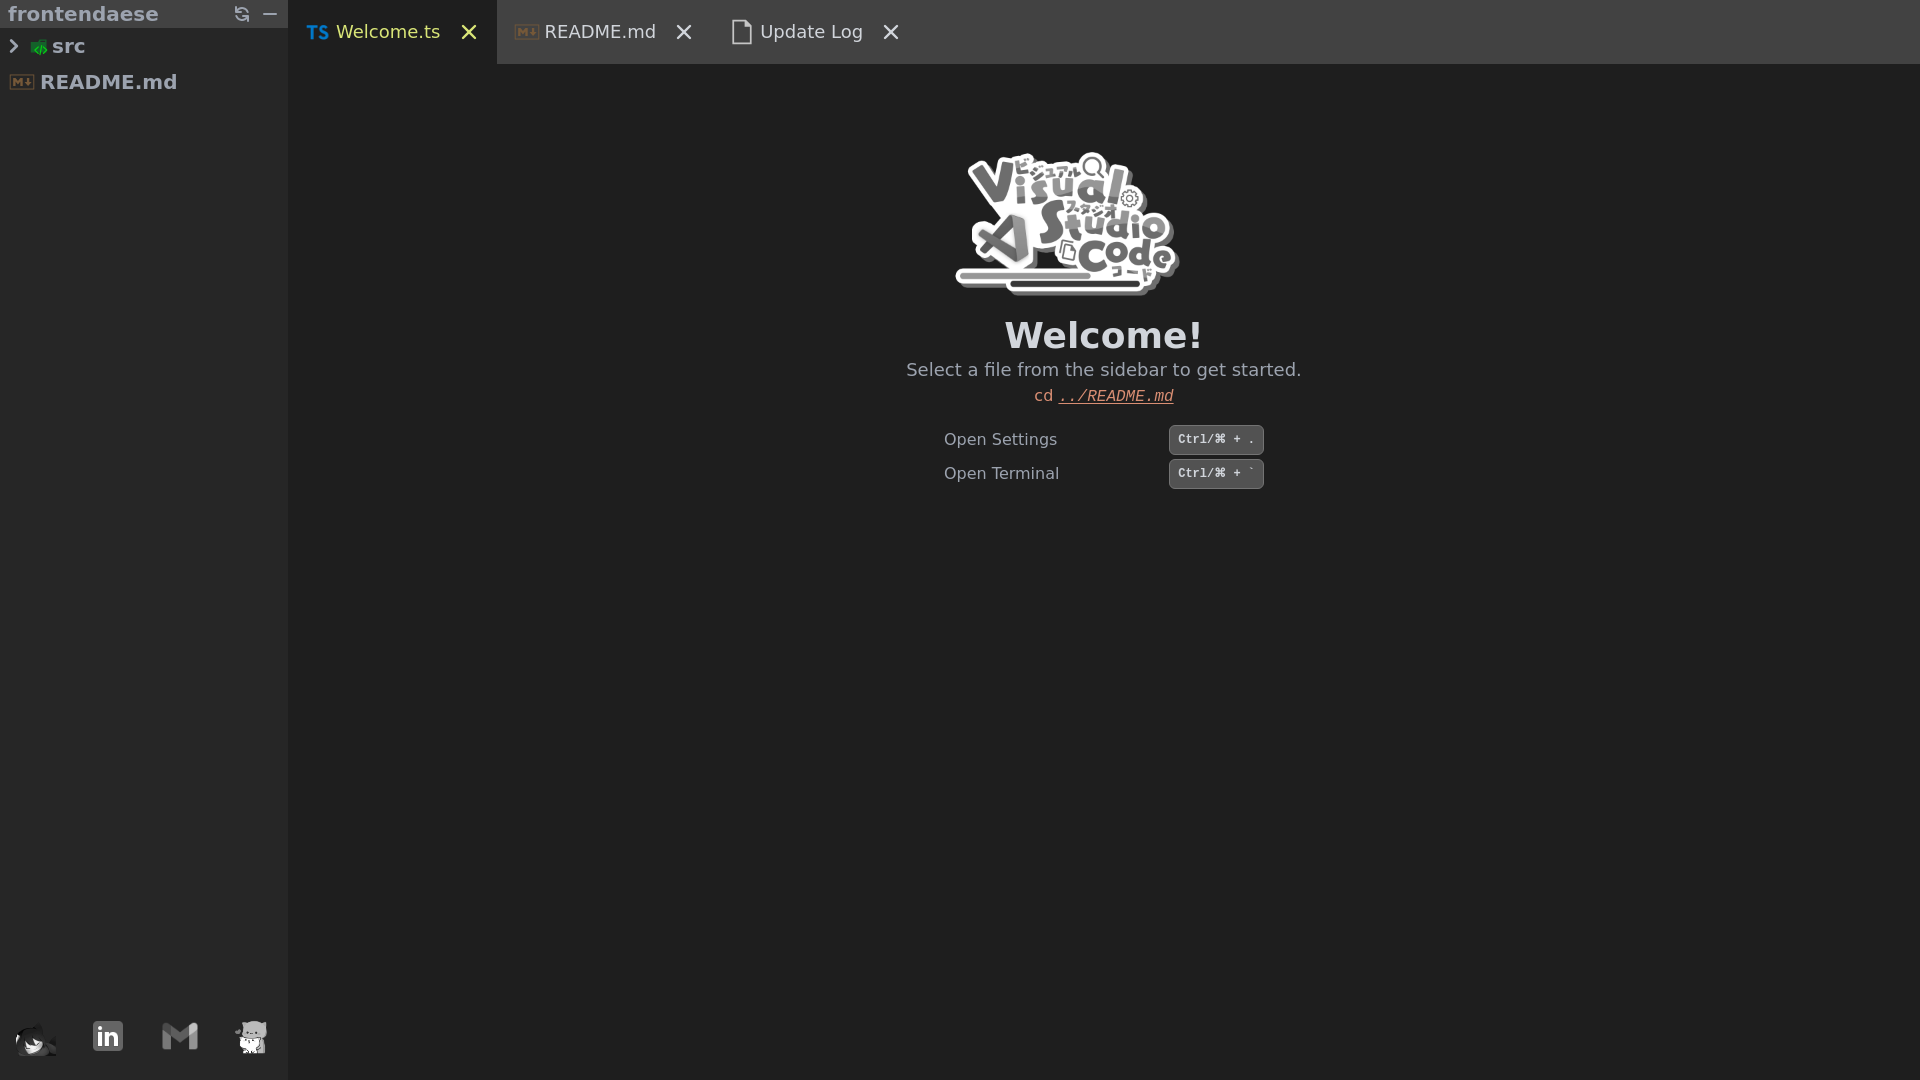 frontendaese
src
README.md
TS Welcome.ts
README.md
Update Log
ビジュアル
Visual
スタジオ
Studio
Code
コード
Welcome!
Select a file from the sidebar to get started.
cd ../README.md
Open Settings Ctrl/⌘ + .
Open Terminal Ctrl/⌘ + `
in